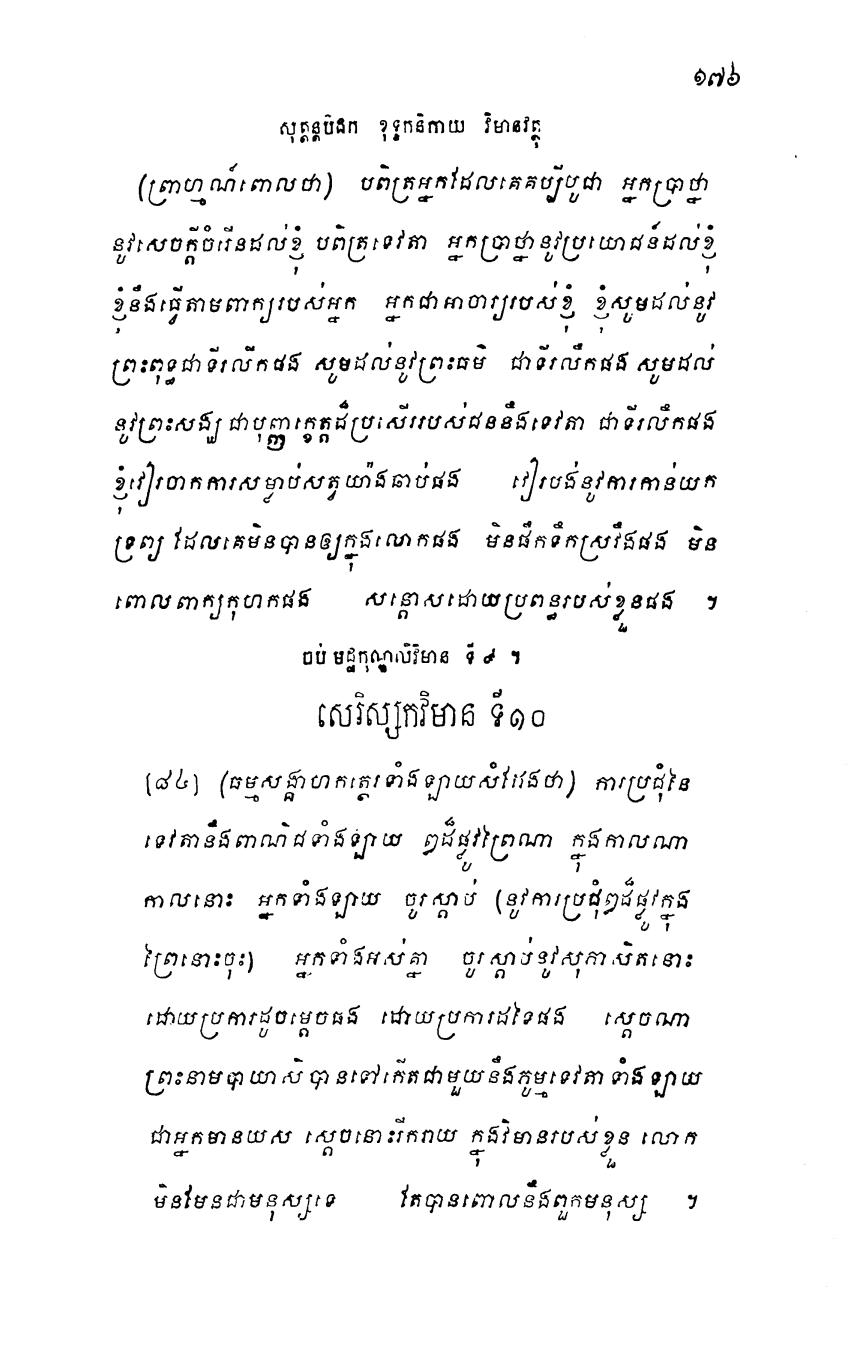 ១៧៦
សុត្តន្តបិដក ខុទ្ទកនិកាយ វិមានវត្ថុ
(ព្រាហ្មណ៍ពោលថា) បពិត្រអ្នកដែលគេគប្បីបូជា អ្នកប្រាថ្នា
នូវសេចក្តីចំរើនដល់ខ្ញុំ បពិត្រទេវតា អ្នកប្រាថ្នានូវប្រយោជន៍ដល់ខ្ញុំ
ខ្ញុំនឹងធ្វើតាមពាក្យរបស់អ្នក អ្នកជាអាចារ្យរបស់ខ្ញុំ ខ្ញុំសូមដល់នូវ
ព្រះពុទ្ធជាទីរលឹកផង សូមដល់នូវព្រះធម៌ ជាទីរលឹកផង សូមដល់
នូវព្រះសង្ឃ ជាបុញ្ញក្ខេត្តដ៏ប្រសើររបស់ជននឹងទេវតា ជាទីរលឹកផង
ខ្ញុំវៀរចាកការសម្លាប់សត្វយ៉ាងឆាប់ផង វៀរបង់នូវការកាន់យក
ទ្រព្យ ដែលគេមិនបានឲ្យក្នុងលោកផង មិនផឹកទឹកស្រវឹងផង មិន
ពោលពាក្យកុហកផង សន្តោសដោយប្រពន្ធរបស់ខ្លួនផង ។
ចប់ មដ្ឋកុណ្ឌលិវិមាន ទី ៩ ។
សេរិស្សកវិមាន ទី១០
[៨៤] (ធម្មសង្គាហកត្ថេរទាំងឡាយសំដែងថា) ការប្រជុំនៃ
ទេវតានឹងពាណិជទាំងឡាយ ឰដ៏ផ្លូវព្រៃណា ក្នុងកាលណា
កាលនោះ អ្នកទាំងឡាយ ចូរស្តាប់ (នូវការប្រជុំឰដ៏ផ្លូវក្នុង
ព្រៃនោះចុះ) អ្នកទាំងអស់គ្នា ចូរស្តាប់នូវសុភាសិតនោះ
ដោយប្រការដូចម្តេចផង ដោយប្រការដទៃផង ស្តេចណា
ព្រះនាមបាយាសិ បានទៅកើតជាមួយនឹងភូម្មទេវតា ទាំងឡាយ
ជាអ្នកមានយស ស្តេចនោះរីករាយ ក្នុងវិមានរបស់ខ្លួន លោក
មិនមែនជាមនុស្សទេ តែបានពោលនឹងពួកមនុស្ស ។